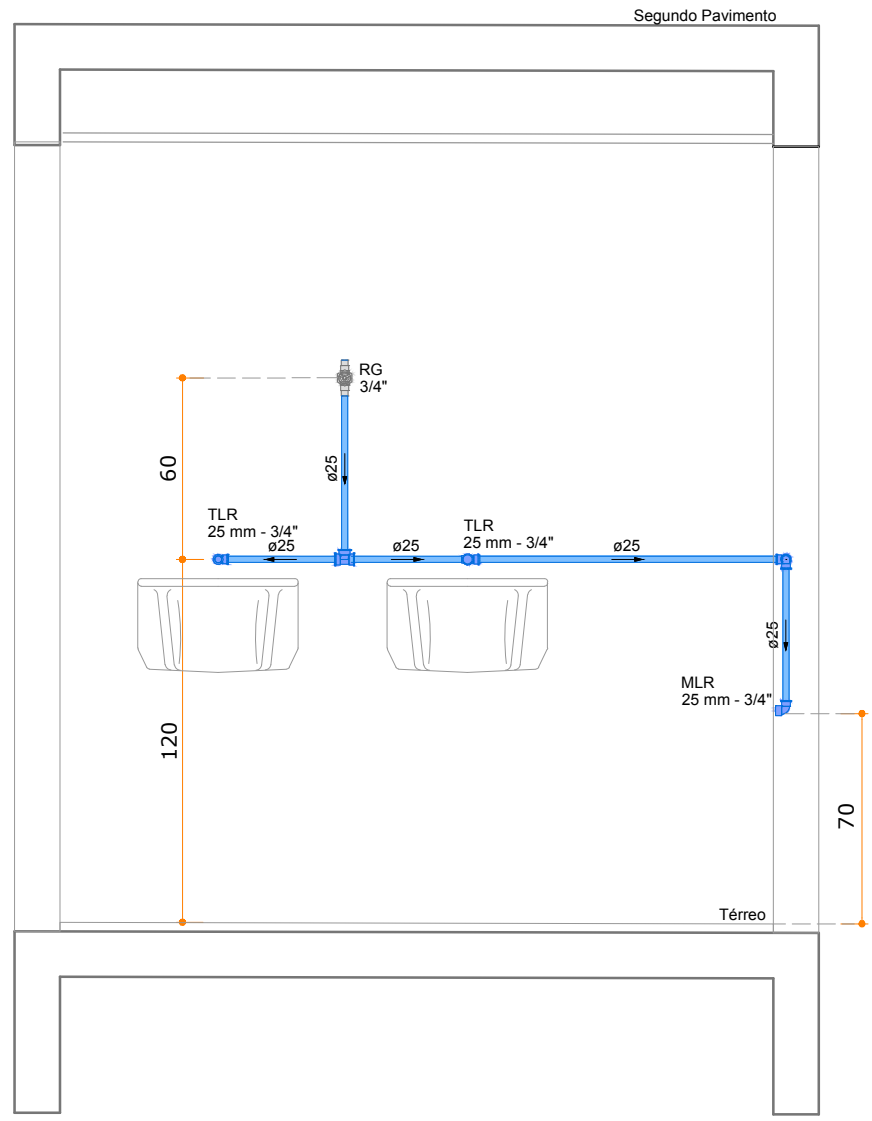 Segundo Pavimento
RG
3/4"
60
ø25
TLR
25 mm - 3/4"
TLR
25 mm - 3/4"
ø25
ø25
ø25
ø25
MLR
25 mm - 3/4"
120
70
Térreo